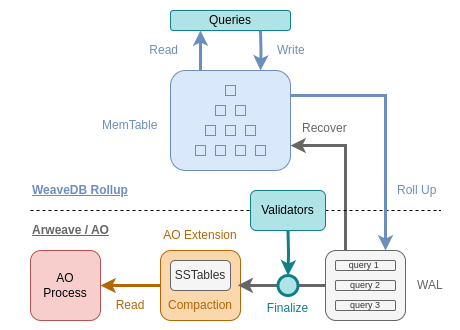 Queries
Read
Write
MemTable
Recover
WeaveDB Rollup
Roll Up
Validators
Arweave / AO
AO Extension
AO
Process
SSTables
query 1
query 2
query 3
WAL
Read
Compaction
Finalize